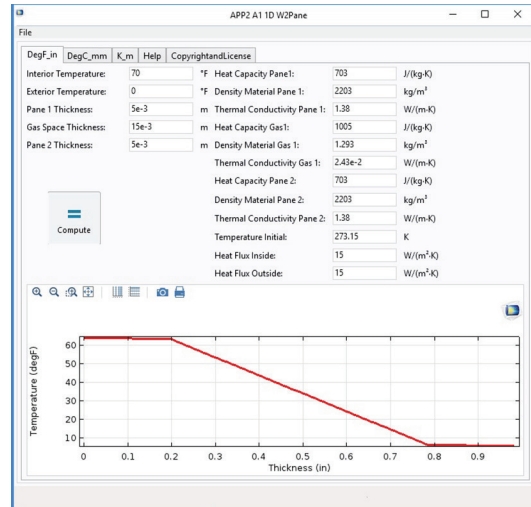 APP2 A1 1D W2Pane
File
DegF_in DegC_mm K_m Help CopyrightandLicense
Interior Temperature: 70 °F Heat Capacity Pane1: 703 J/(kg·K)
Exterior Temperature: 0 °F Density Material Pane 1: 2203 kg/m³
Pane 1 Thickness: 5e-3 m Thermal Conductivity Pane 1: 1.38 W/(m·K)
Gas Space Thickness: 15e-3 m Heat Capacity Gas1: 1005 J/(kg·K)
Pane 2 Thickness: 5e-3 m Density Material Gas 1: 1.293 kg/m³
Thermal Conductivity Gas 1: 2.43e-2 W/(m·K)
Heat Capacity Pane 2: 703 J/(kg·K)
Density Material Pane 2: 2203 kg/m³
Thermal Conductivity Pane 2: 1.38 W/(m·K)
Compute
Temperature Initial: 273.15 K
Heat Flux Inside: 15 W/(m²·K)
Heat Flux Outside: 15 W/(m²·K)
Temperature (degF)
60
50
40
30
20
10
0 0.1 0.2 0.3 0.4 0.5 0.6 0.7 0.8 0.9
Thickness (in)